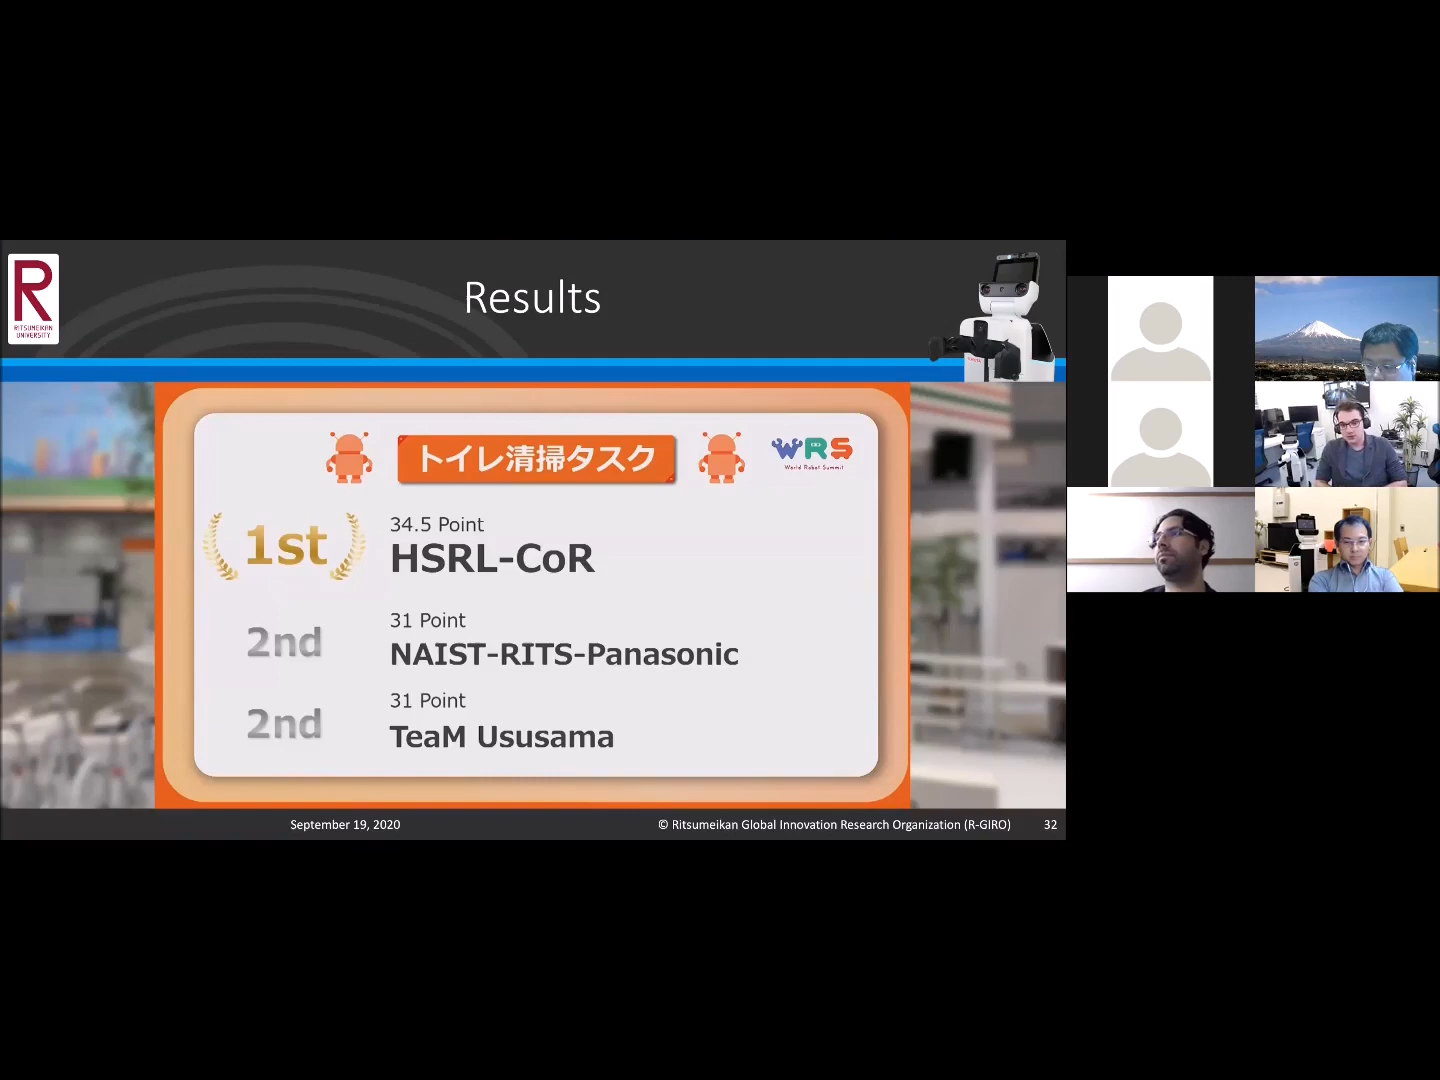 RITSUMEIKAN
UNIVERSITY
Results
トイレ清掃タスク
WRS
World Robot Summit
1st
34.5 Point
HSRL-CoR
2nd
31 Point
NAIST-RITS-Panasonic
2nd
31 Point
TeaM Ususama
September 19, 2020
© Ritsumeikan Global Innovation Research Organization (R-GIRO)
32